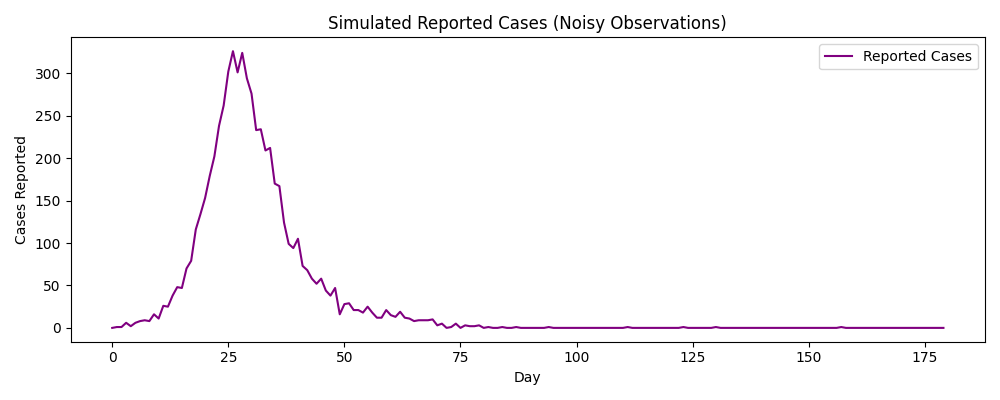 Simulated Reported Cases (Noisy Observations)
Reported Cases
Cases Reported
300
250
200
150
100
50
0
0 25 50 75 100 125 150 175
Day